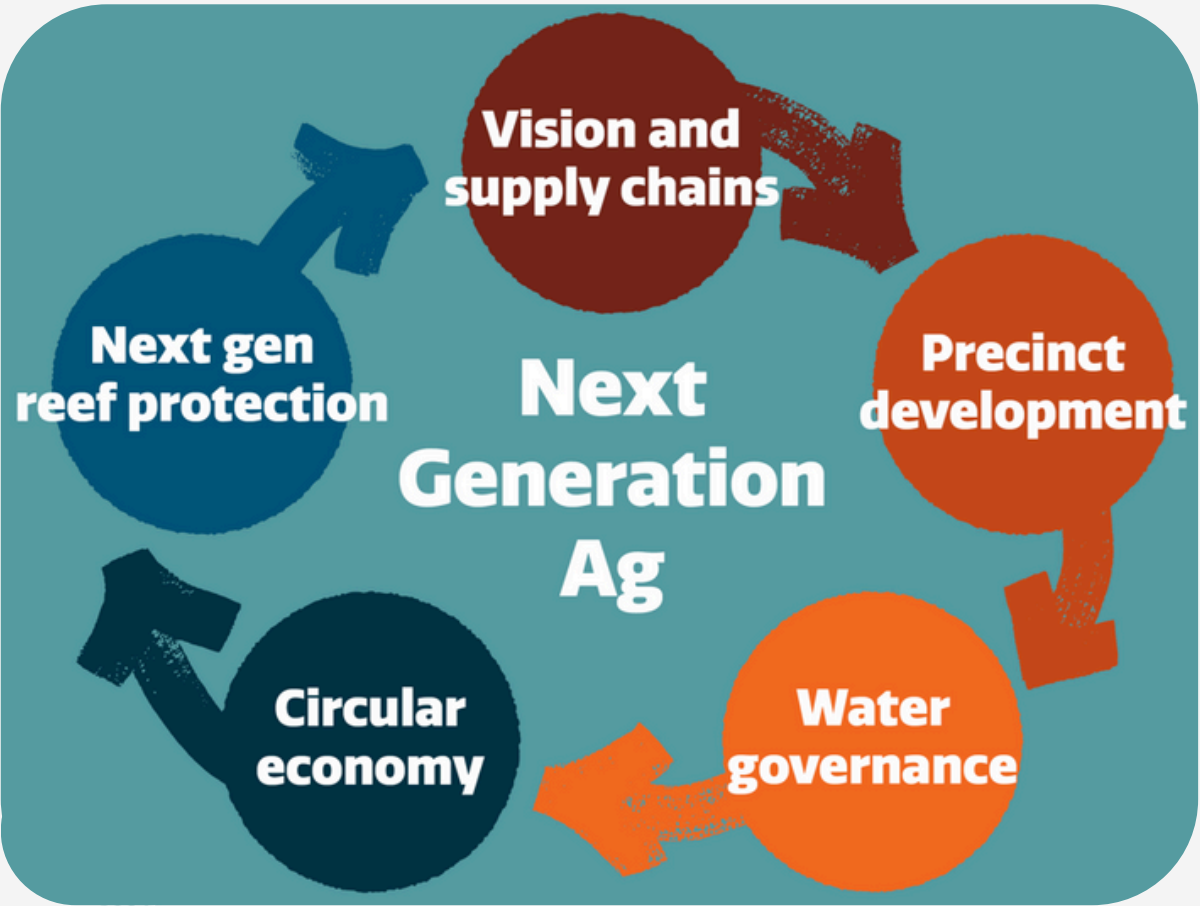 Vision and
supply chains
Precinct
development
Water
governance
Circular
economy
Next gen
reef protection
Next
Generation
Ag